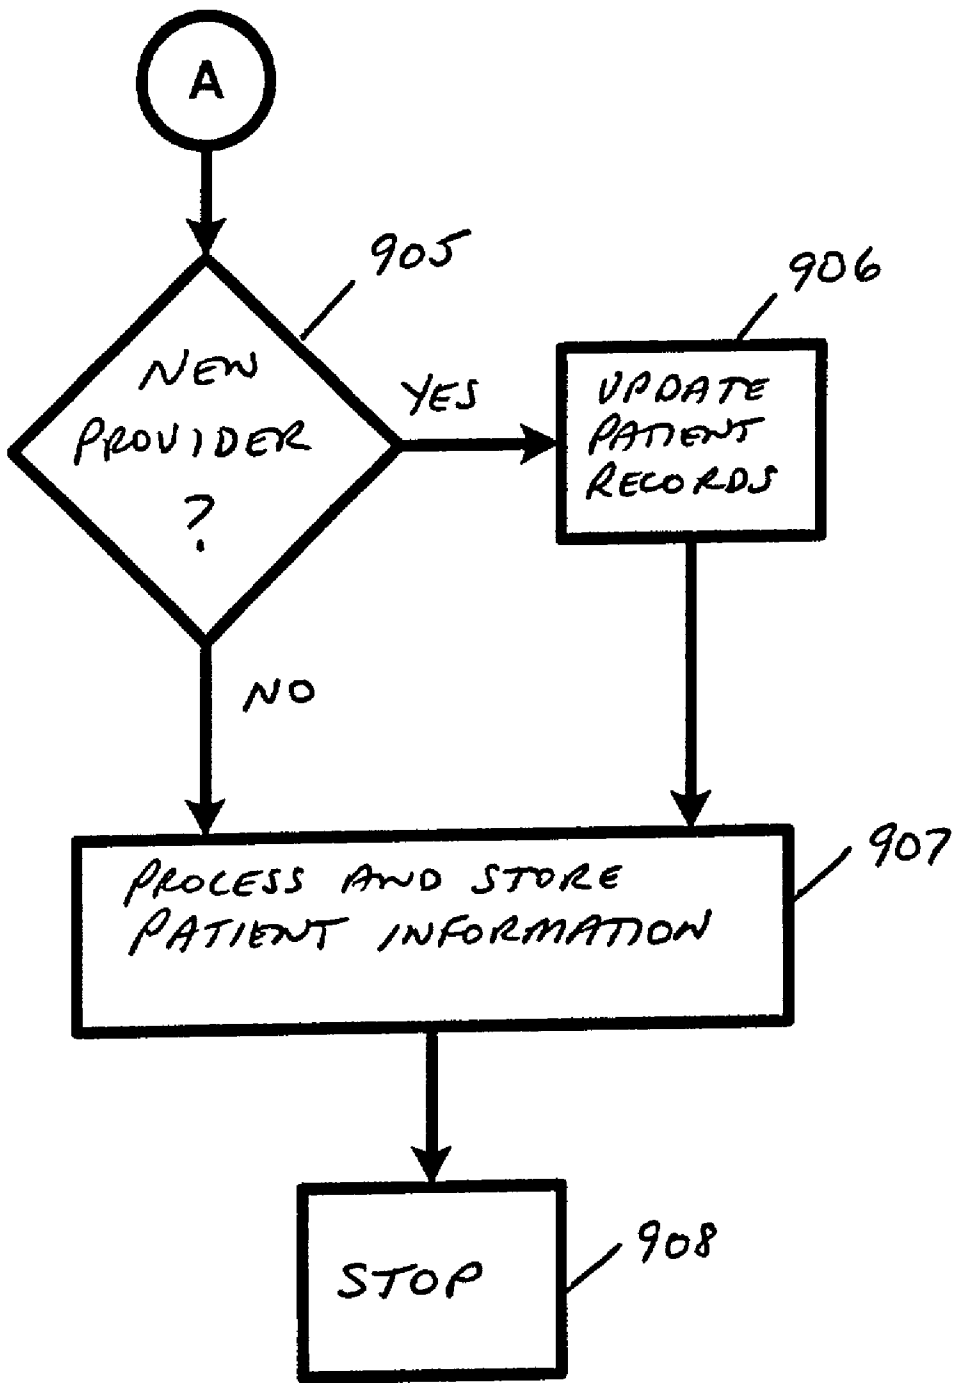 A
905
906
NEW
PROVIDER
?
YES
UPDATE
PATIENT
RECORDS
NO
907
PROCESS AND STORE
PATIENT INFORMATION
908
STOP